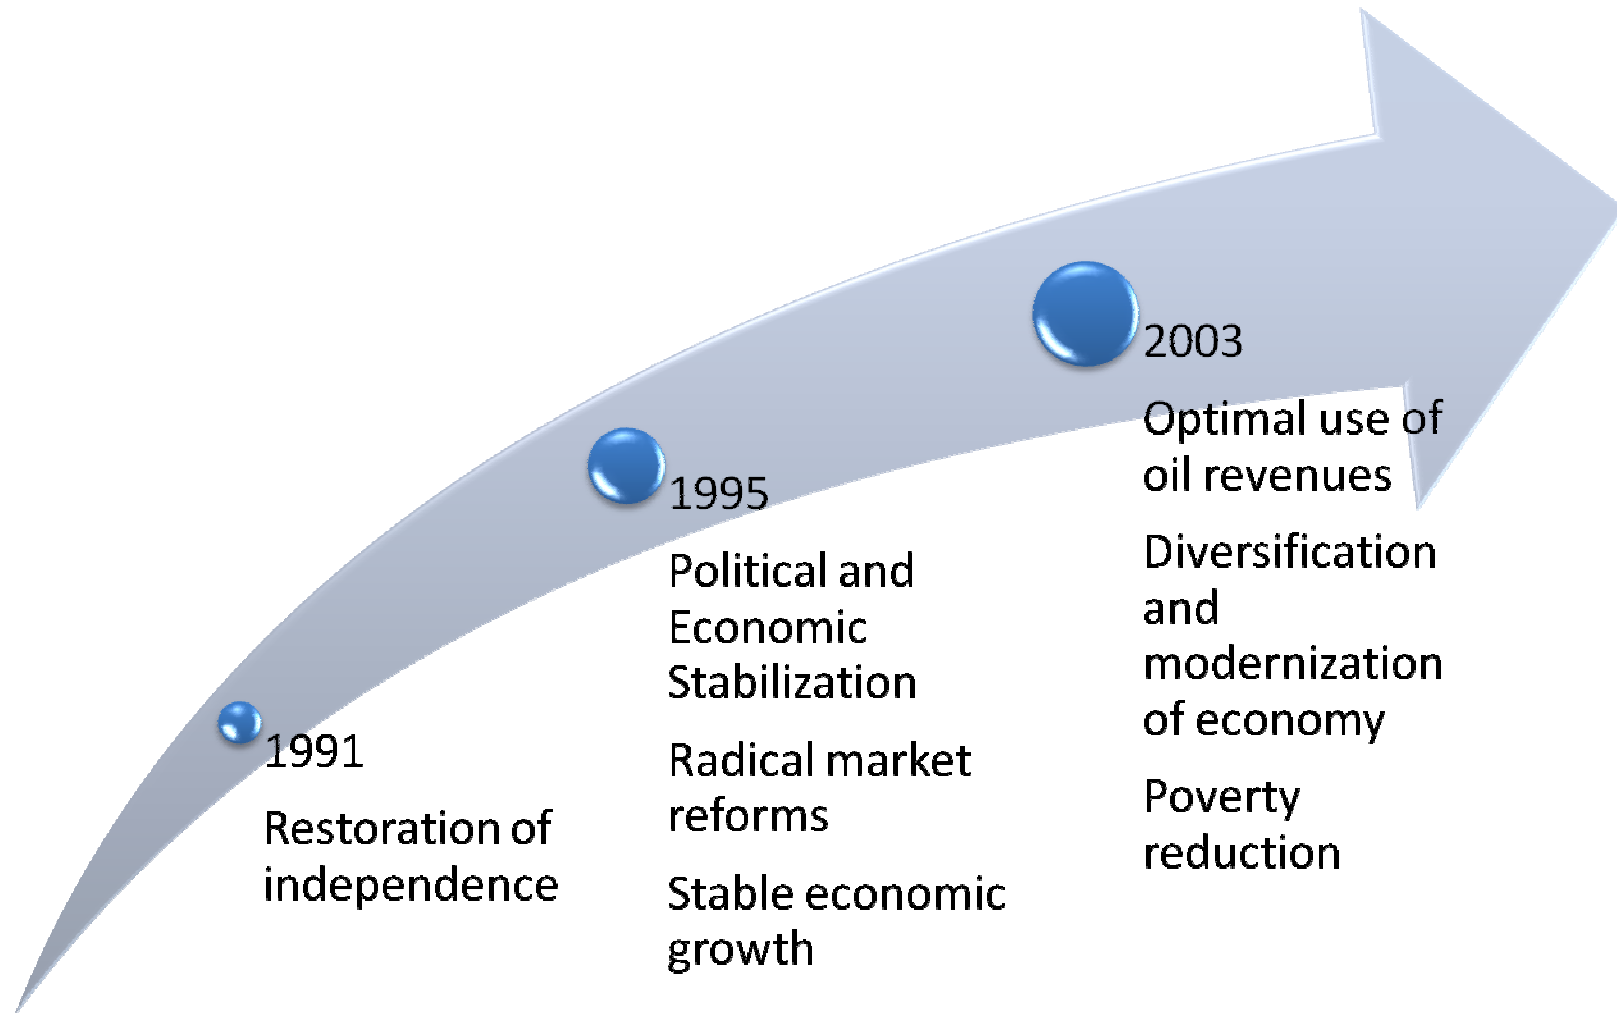 1991
Restoration of
independence
1995
Political and
Economic
Stabilization
Radical market
reforms
Stable economic
growth
2003
Optimal use of
oil revenues
Diversification
and
modernization
of economy
Poverty
reduction